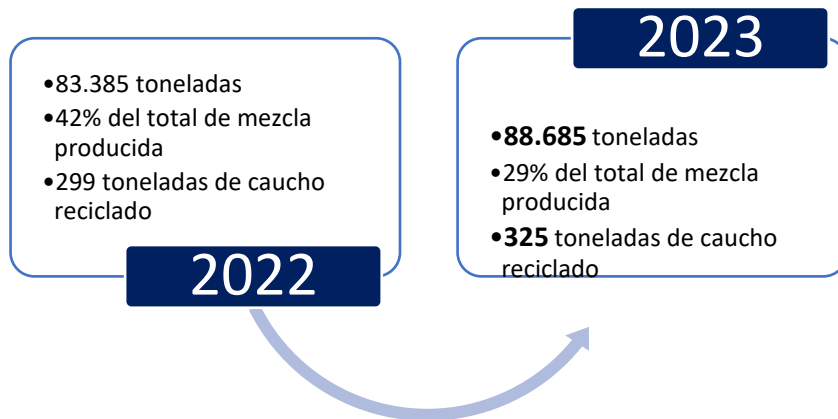 •83.385 toneladas
•42% del total de mezcla
producida
•299 toneladas de caucho
reciclado
2022
2023
•88.685 toneladas
•29% del total de mezcla
producida
•325 toneladas de caucho
reciclado